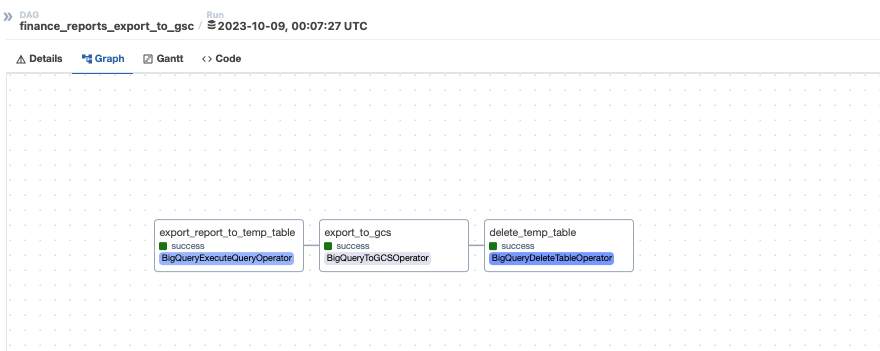 DAG
Run
finance_reports_export_to_gsc / 2023-10-09, 00:07:27 UTC
Details Graph Gantt Code
export_report_to_temp_table
success
BigQueryExecuteQueryOperator
export_to_gcs
success
BigQueryToGCSOperator
delete_temp_table
success
BigQueryDeleteTableOperator